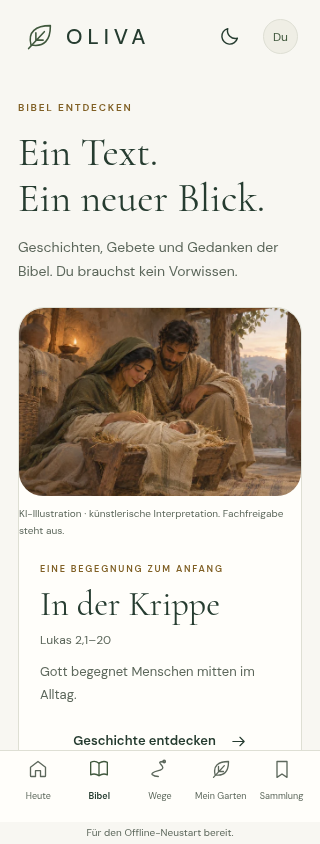 OLIVA
Du
BIBEL ENTDECKEN
Ein Text.
Ein neuer Blick.
Geschichten, Gebete und Gedanken der
Bibel. Du brauchst kein Vorwissen.
KI-Illustration · künstlerische Interpretation. Fachfreigabe
steht aus.
EINE BEGEGNUNG ZUM ANFANG
In der Krippe
Lukas 2,1–20
Gott begegnet Menschen mitten im
Alltag.
Geschichte entdecken →
Heute Bibel Wege Mein Garten Sammlung
Für den Offline-Neustart bereit.